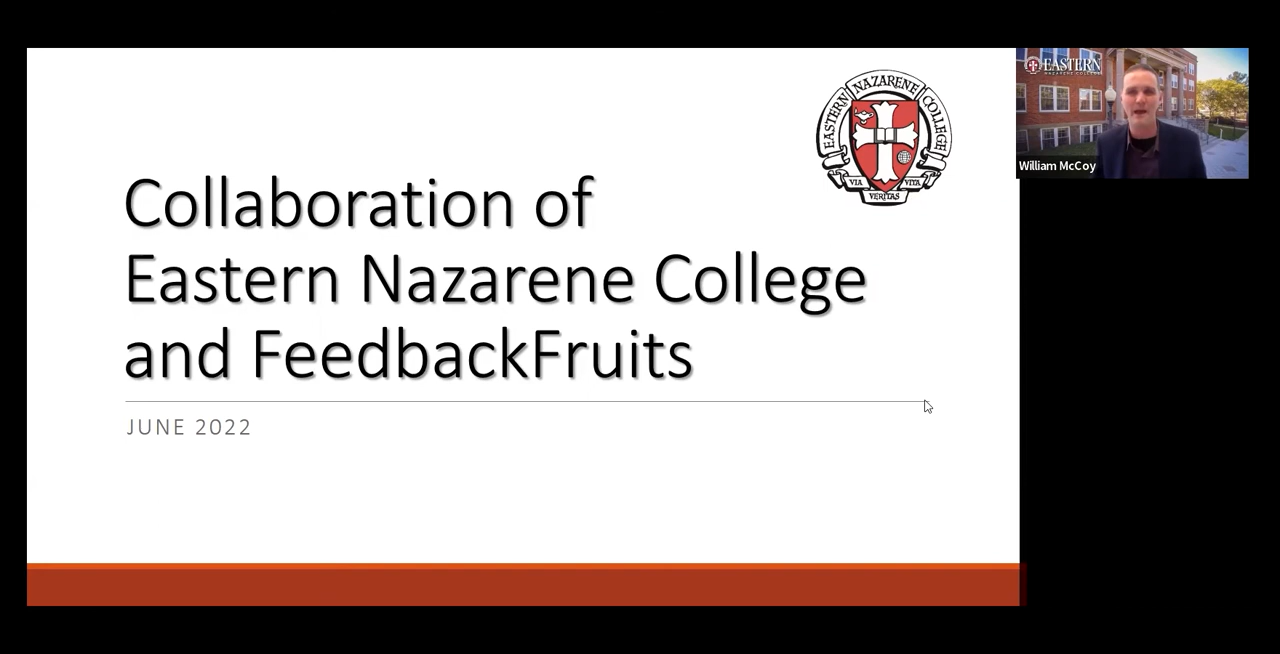 Collaboration of
Eastern Nazarene College
and FeedbackFruits
JUNE 2022
EASTERN NAZARENE COLLEGE
VIA VERITAS VITA
EASTERN
NAZARENE COLLEGE
William McCoy